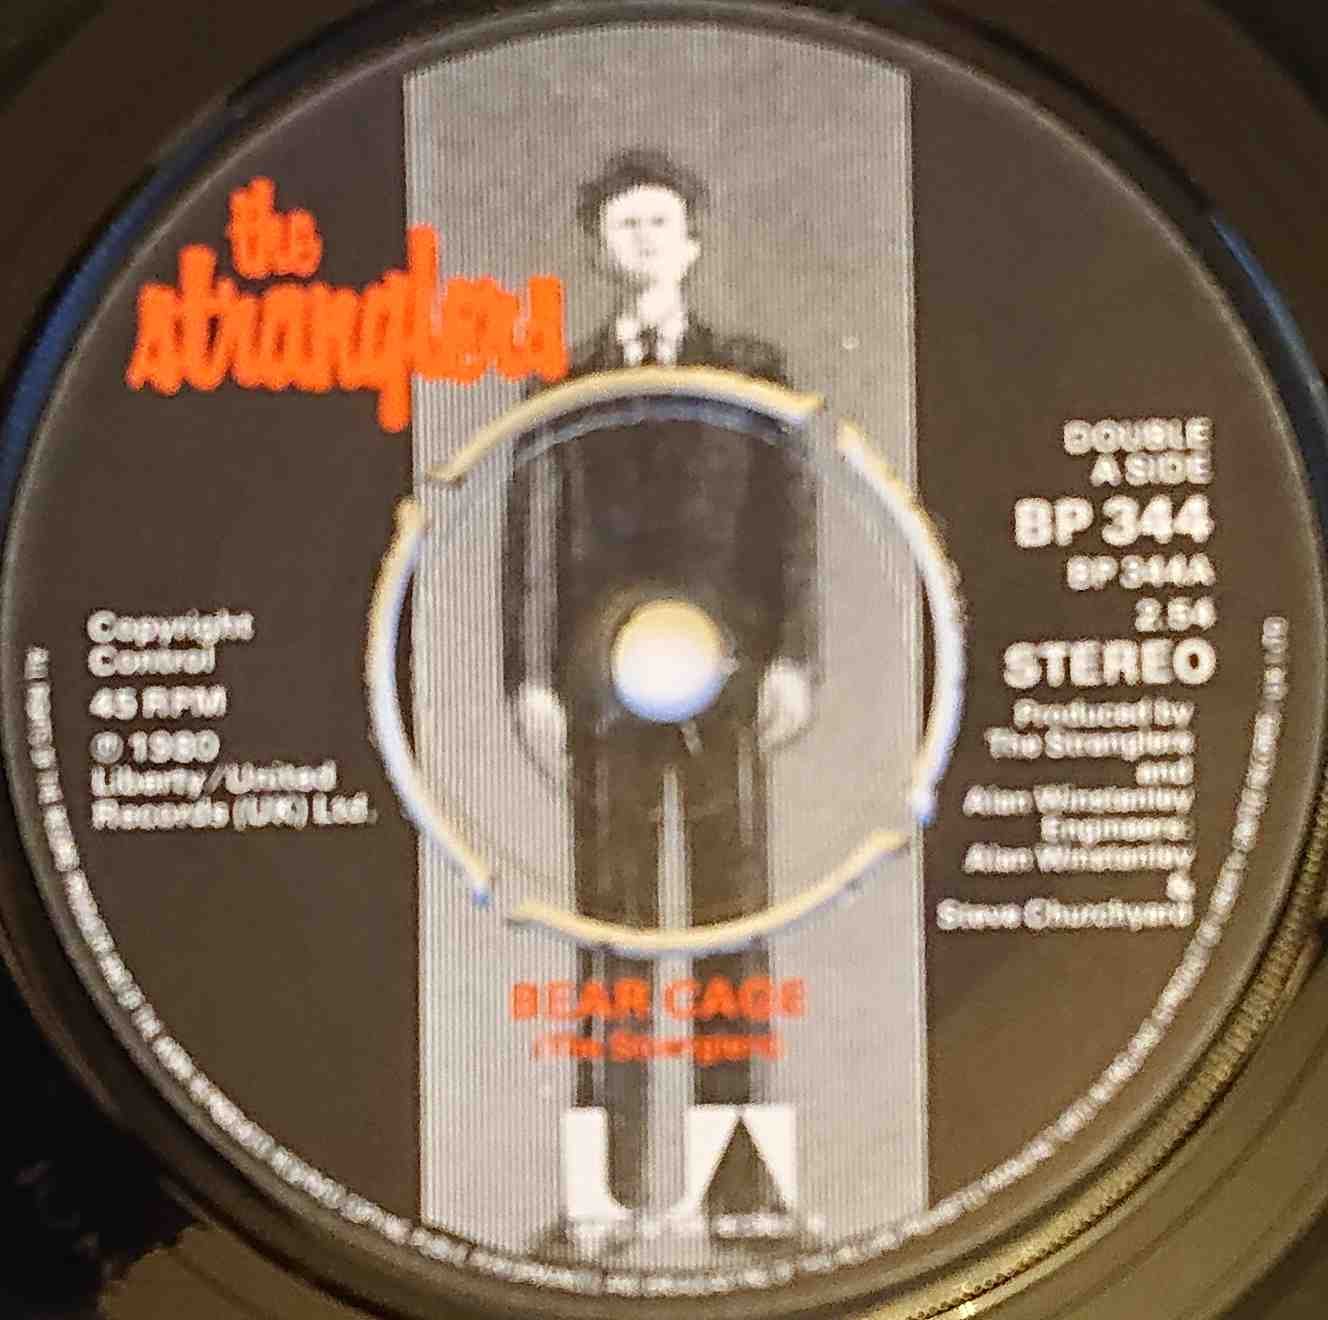 the
stranglers
DOUBLE
A SIDE
BP 344
BP 344A
2.54
STEREO
Produced by
The Stranglers
and
Alan Winstanley
Engineers:
Alan Winstanley
&
Steve Churchyard
Copyright
Control
45 RPM
℗ 1980
Liberty/United
Records (UK) Ltd.
BEAR CAGE
(The Stranglers)
UA